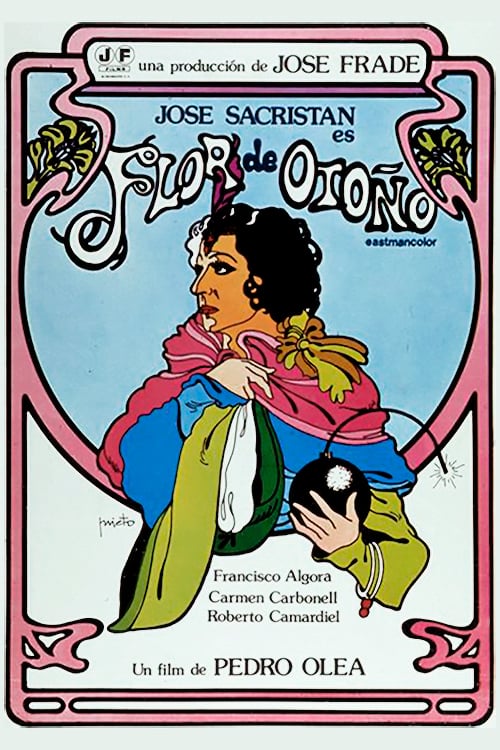 JF
FILMS
una producción de JOSE FRADE
JOSE SACRISTAN
es
FLOR de OTOÑO
eastmancolor
prieto
Francisco Algora
Carmen Carbonell
Roberto Camardiel
Un film de PEDRO OLEA